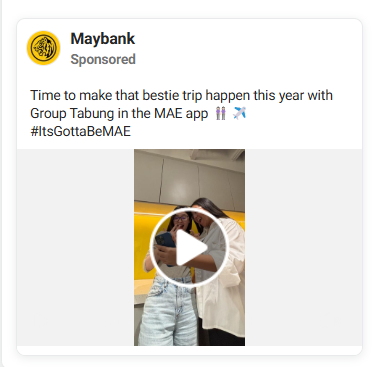 Maybank
Sponsored
Time to make that bestie trip happen this year with
Group Tabung in the MAE app 👭 ✈️
#ItsGottaBeMAE